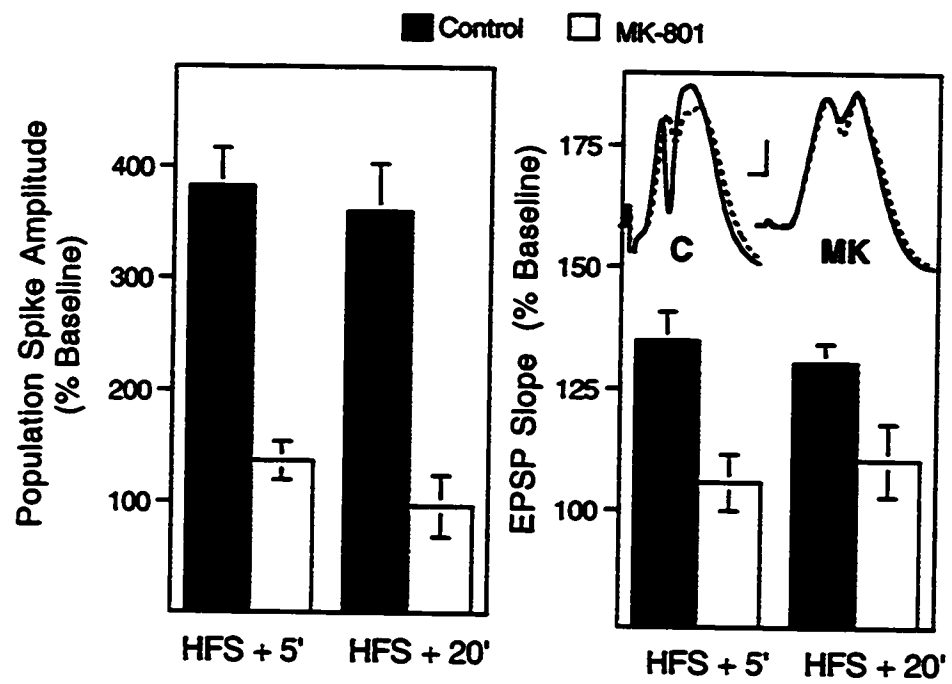 Control MK-801
Population Spike Amplitude
(% Baseline)
400
300
200
100
HFS + 5' HFS + 20'
EPSP Slope (% Baseline)
175
150
125
100
C MK
HFS + 5' HFS + 20'